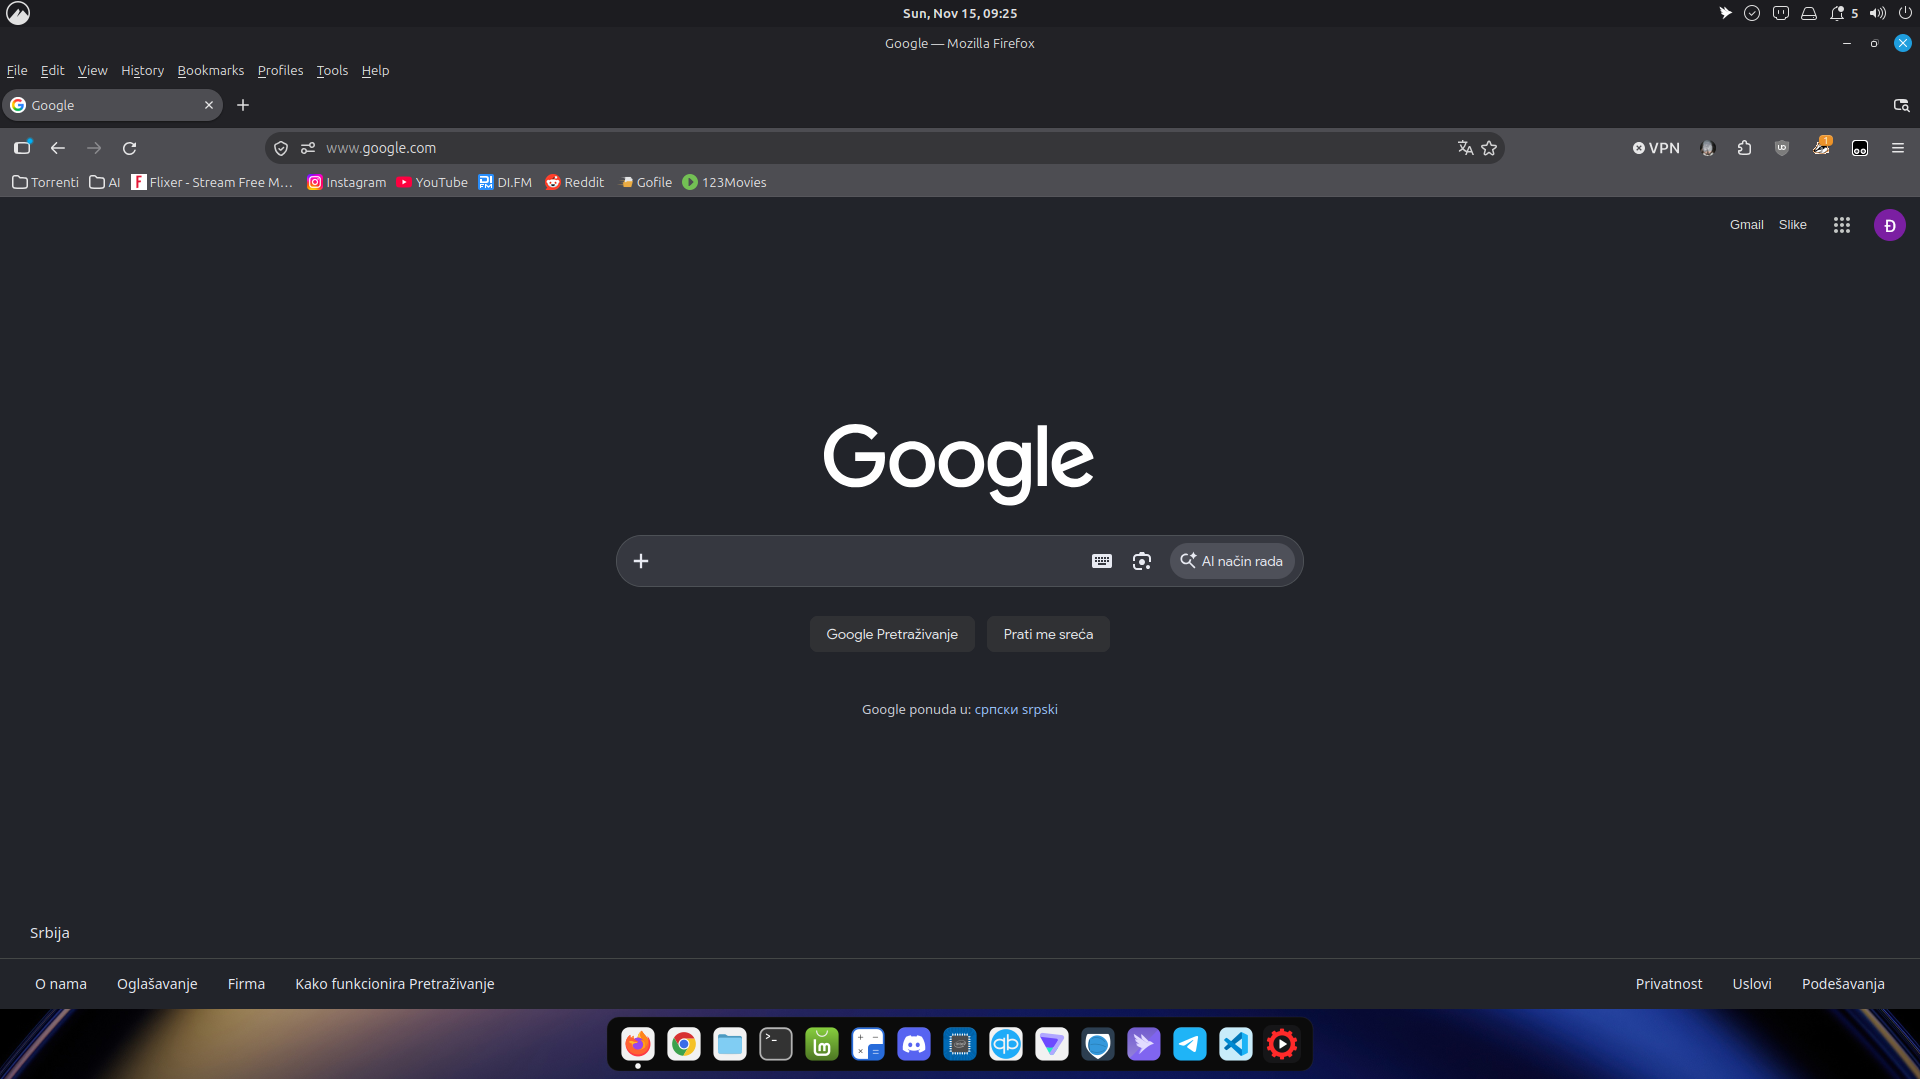 Sun, Nov 15, 09:25
5
Google — Mozilla Firefox
File Edit View History Bookmarks Profiles Tools Help
Google
www.google.com
VPN
1
Torrenti AI Flixer - Stream Free M... Instagram YouTube DI.FM Reddit Gofile 123Movies
Gmail Slike
Đ
Google
AI način rada
Google Pretraživanje Prati me sreća
Google ponuda u: српски srpski
Srbija
O nama Oglašavanje Firma Kako funkcionira Pretraživanje Privatnost Uslovi Podešavanja